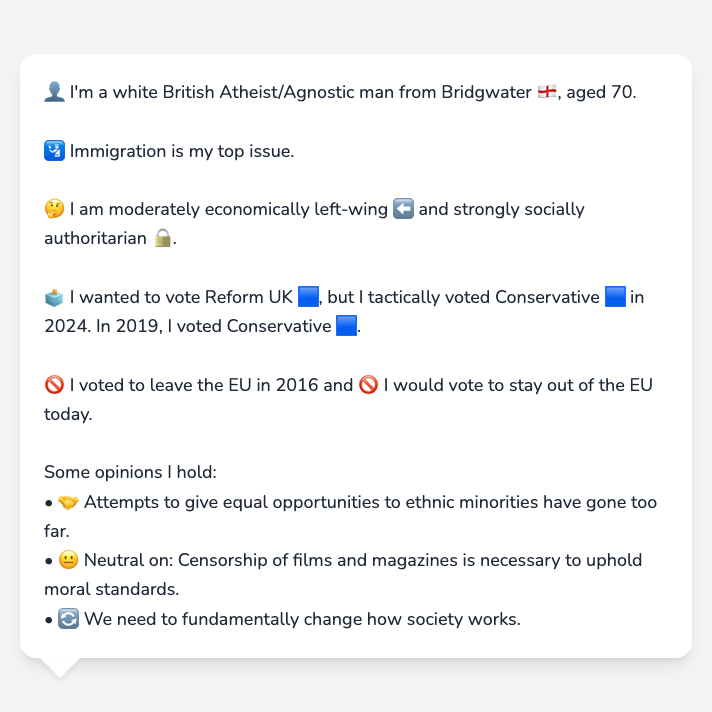 👤 I'm a white British Atheist/Agnostic man from Bridgwater 🏴󠁧󠁢󠁥󠁮󠁧󠁿, aged 70.
🛂 Immigration is my top issue.
🤔 I am moderately economically left-wing ⬅️ and strongly socially
authoritarian 🔒.
🗳️ I wanted to vote Reform UK 🟦, but I tactically voted Conservative 🟦 in
2024. In 2019, I voted Conservative 🟦.
🚫 I voted to leave the EU in 2016 and 🚫 I would vote to stay out of the EU
today.
Some opinions I hold:
• 🤝 Attempts to give equal opportunities to ethnic minorities have gone too
far.
• 😐 Neutral on: Censorship of films and magazines is necessary to uphold
moral standards.
• 🔄 We need to fundamentally change how society works.